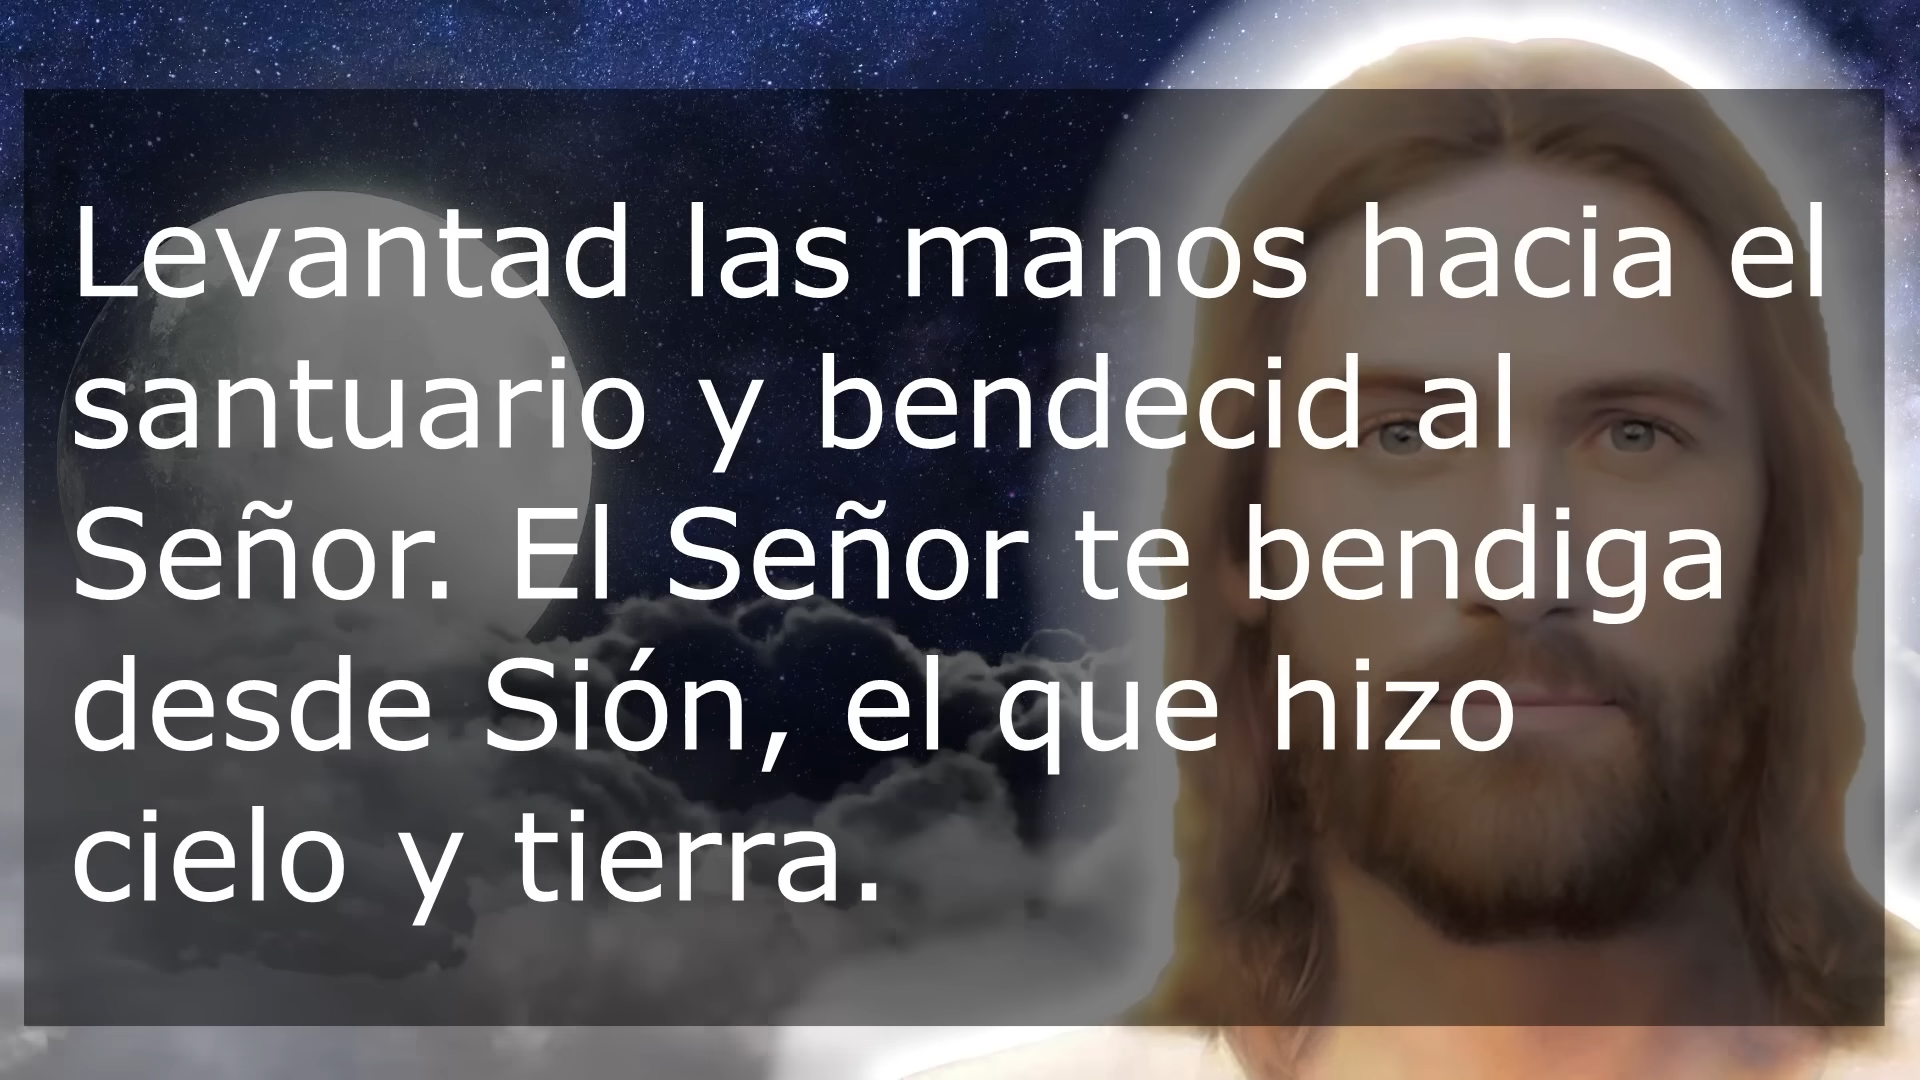 Levantad las manos hacia el
santuario y bendecid al
Señor. El Señor te bendiga
desde Sión, el que hizo
cielo y tierra.